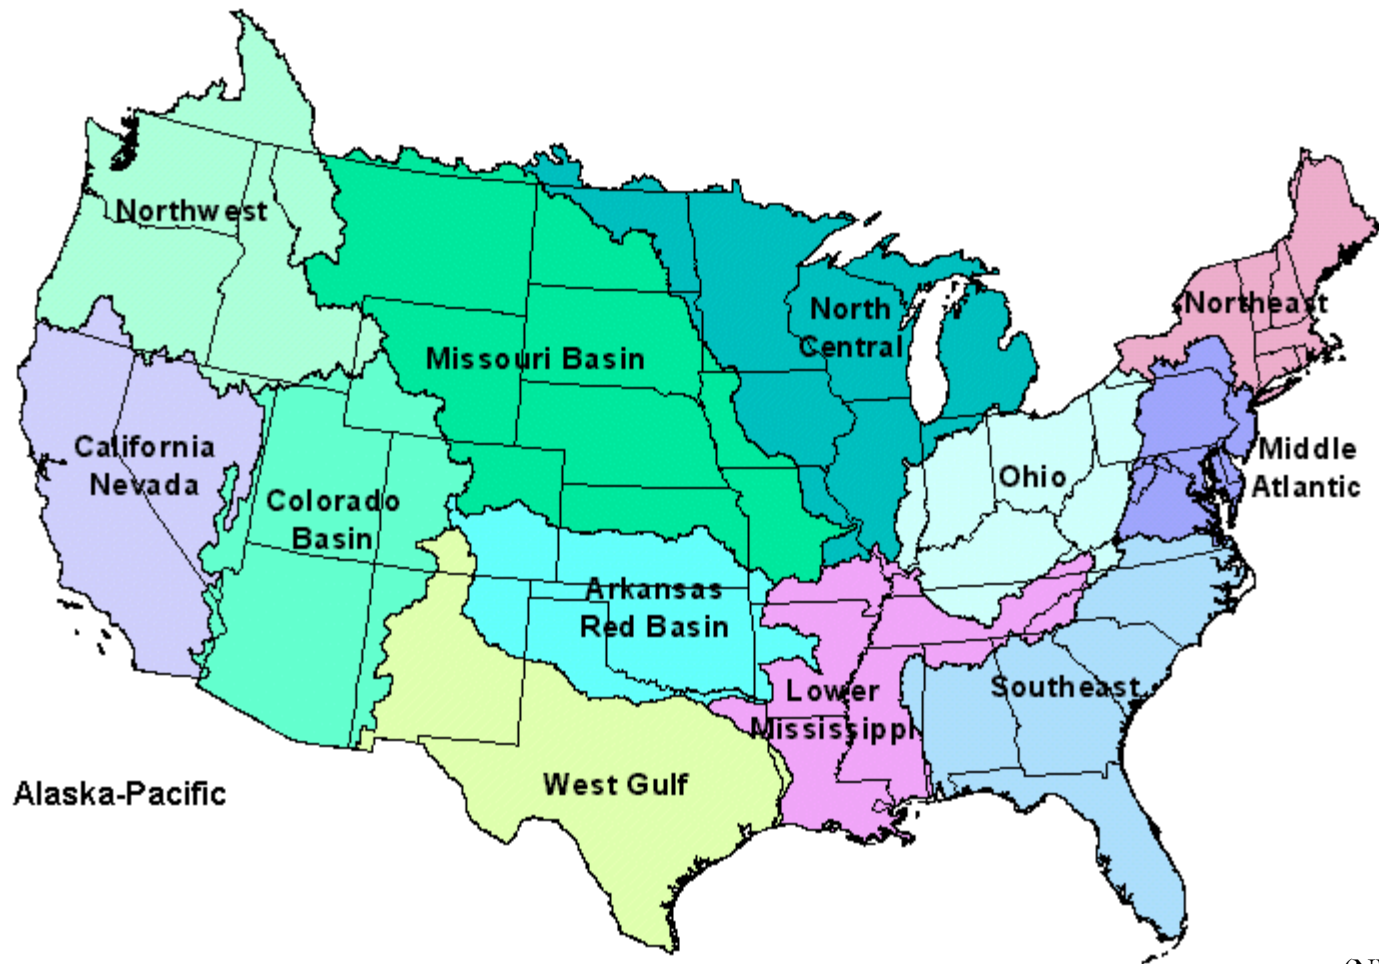 Northwest
Missouri Basin
North
Central
Northeast
California
Nevada
Colorado
Basin
Ohio
Middle
Atlantic
Arkansas
Red Basin
Lower
Mississippi
Southeast
West Gulf
Alaska-Pacific